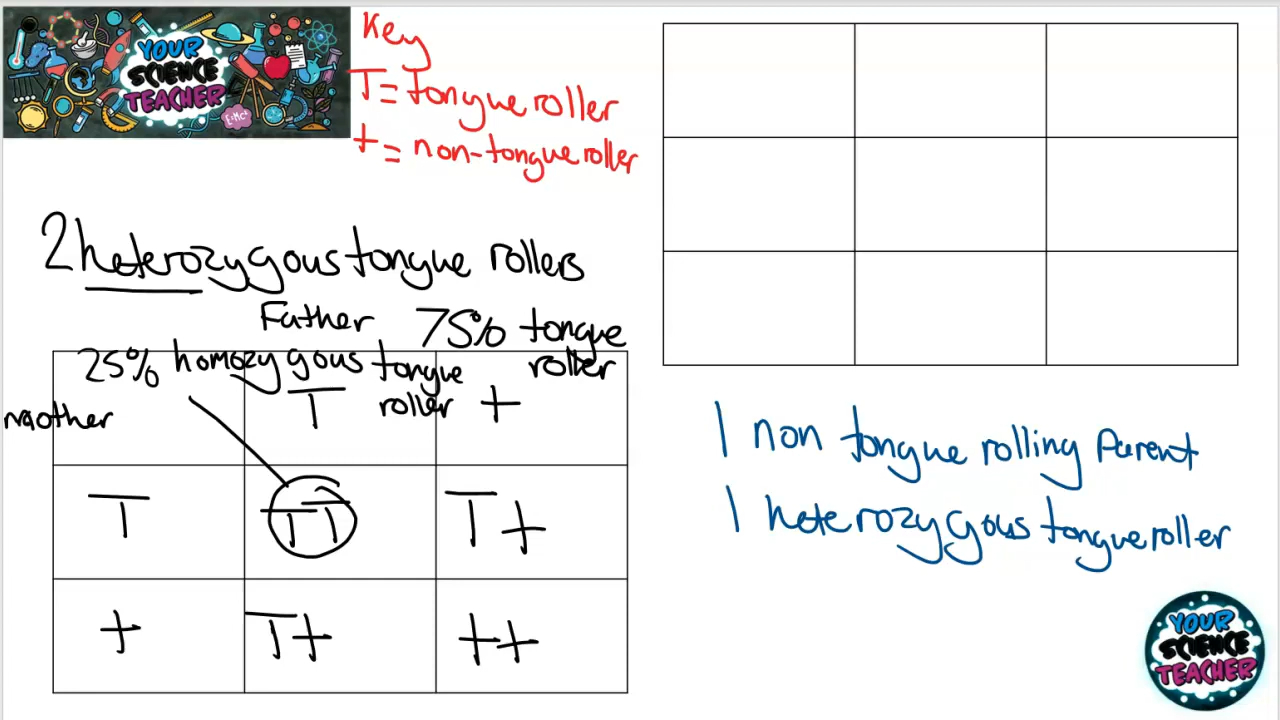 YOUR
SCIENCE
TEACHER
E=MC²
Key
T = tongue roller
t = non-tongue roller
2 heterozygous tongue rollers
Father
75% tongue
roller
25% homozygous tongue
roller
mother
T
t
T
TT
Tt
t
Tt
tt
1 non tongue rolling Parent
1 heterozygous tongue roller
YOUR
SCIENCE
TEACHER